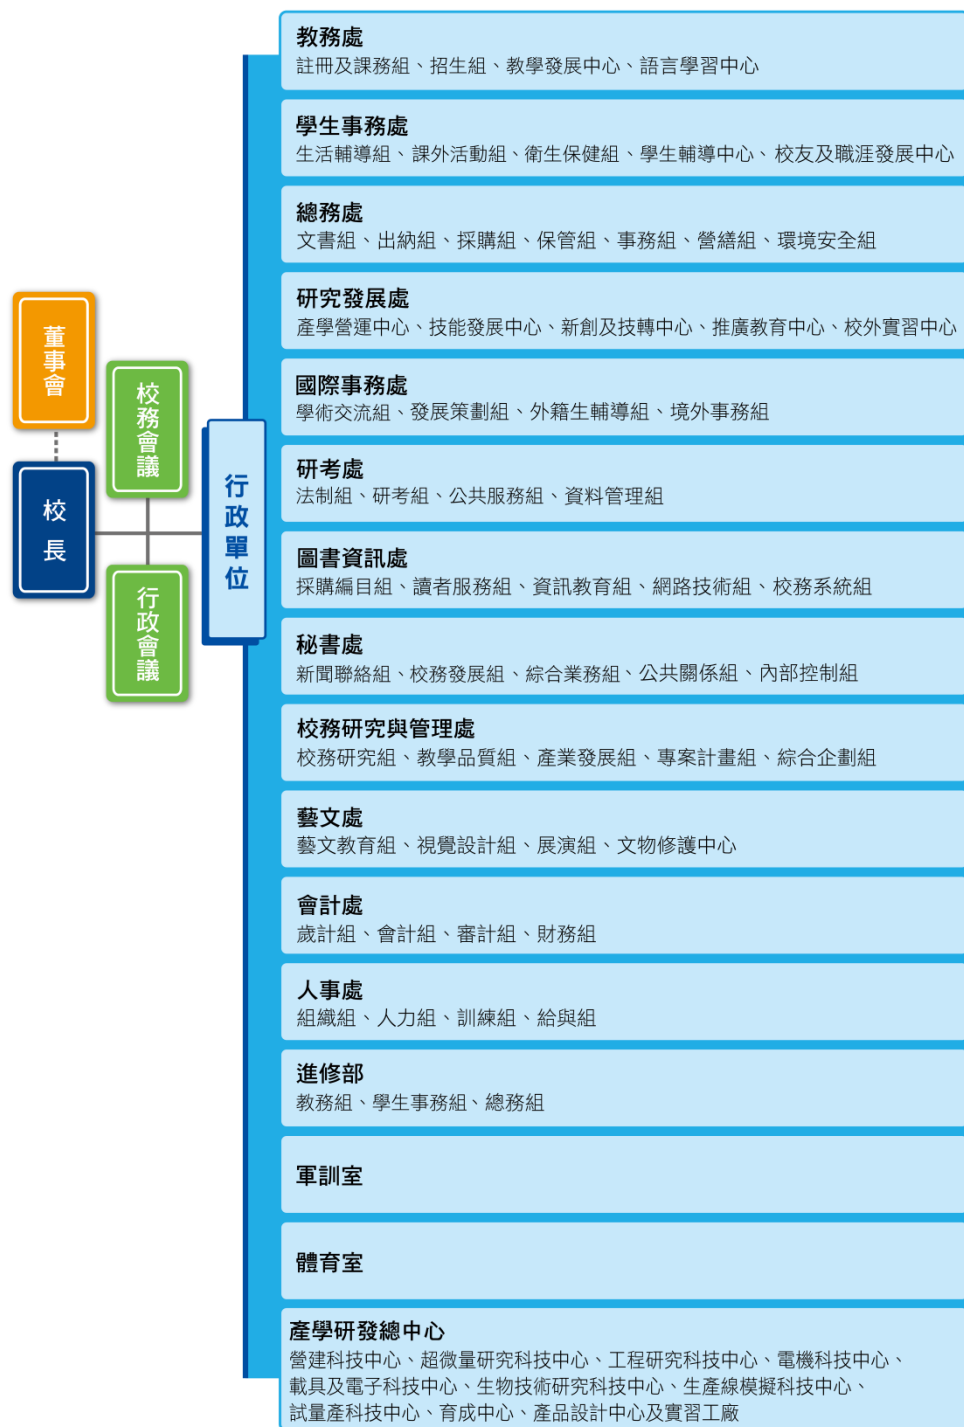 董事會
校長
校務會議
行政會議
行政單位
教務處
註冊及課務組、招生組、教學發展中心、語言學習中心
學生事務處
生活輔導組、課外活動組、衛生保健組、學生輔導中心、校友及職涯發展中心
總務處
文書組、出納組、採購組、保管組、事務組、營繕組、環境安全組
研究發展處
產學營運中心、技能發展中心、新創及技轉中心、推廣教育中心、校外實習中心
國際事務處
學術交流組、發展策劃組、外籍生輔導組、境外事務組
研考處
法制組、研考組、公共服務組、資料管理組
圖書資訊處
採購編目組、讀者服務組、資訊教育組、網路技術組、校務系統組
秘書處
新聞聯絡組、校務發展組、綜合業務組、公共關係組、內部控制組
校務研究與管理處
校務研究組、教學品質組、產業發展組、專案計畫組、綜合企劃組
藝文處
藝文教育組、視覺設計組、展演組、文物修護中心
會計處
歲計組、會計組、審計組、財務組
人事處
組織組、人力組、訓練組、給與組
進修部
教務組、學生事務組、總務組
軍訓室
體育室
產學研發總中心
營建科技中心、超微量研究科技中心、工程研究科技中心、電機科技中心、
載具及電子科技中心、生物技術研究科技中心、生產線模擬科技中心、
試量產科技中心、育成中心、產品設計中心及實習工廠